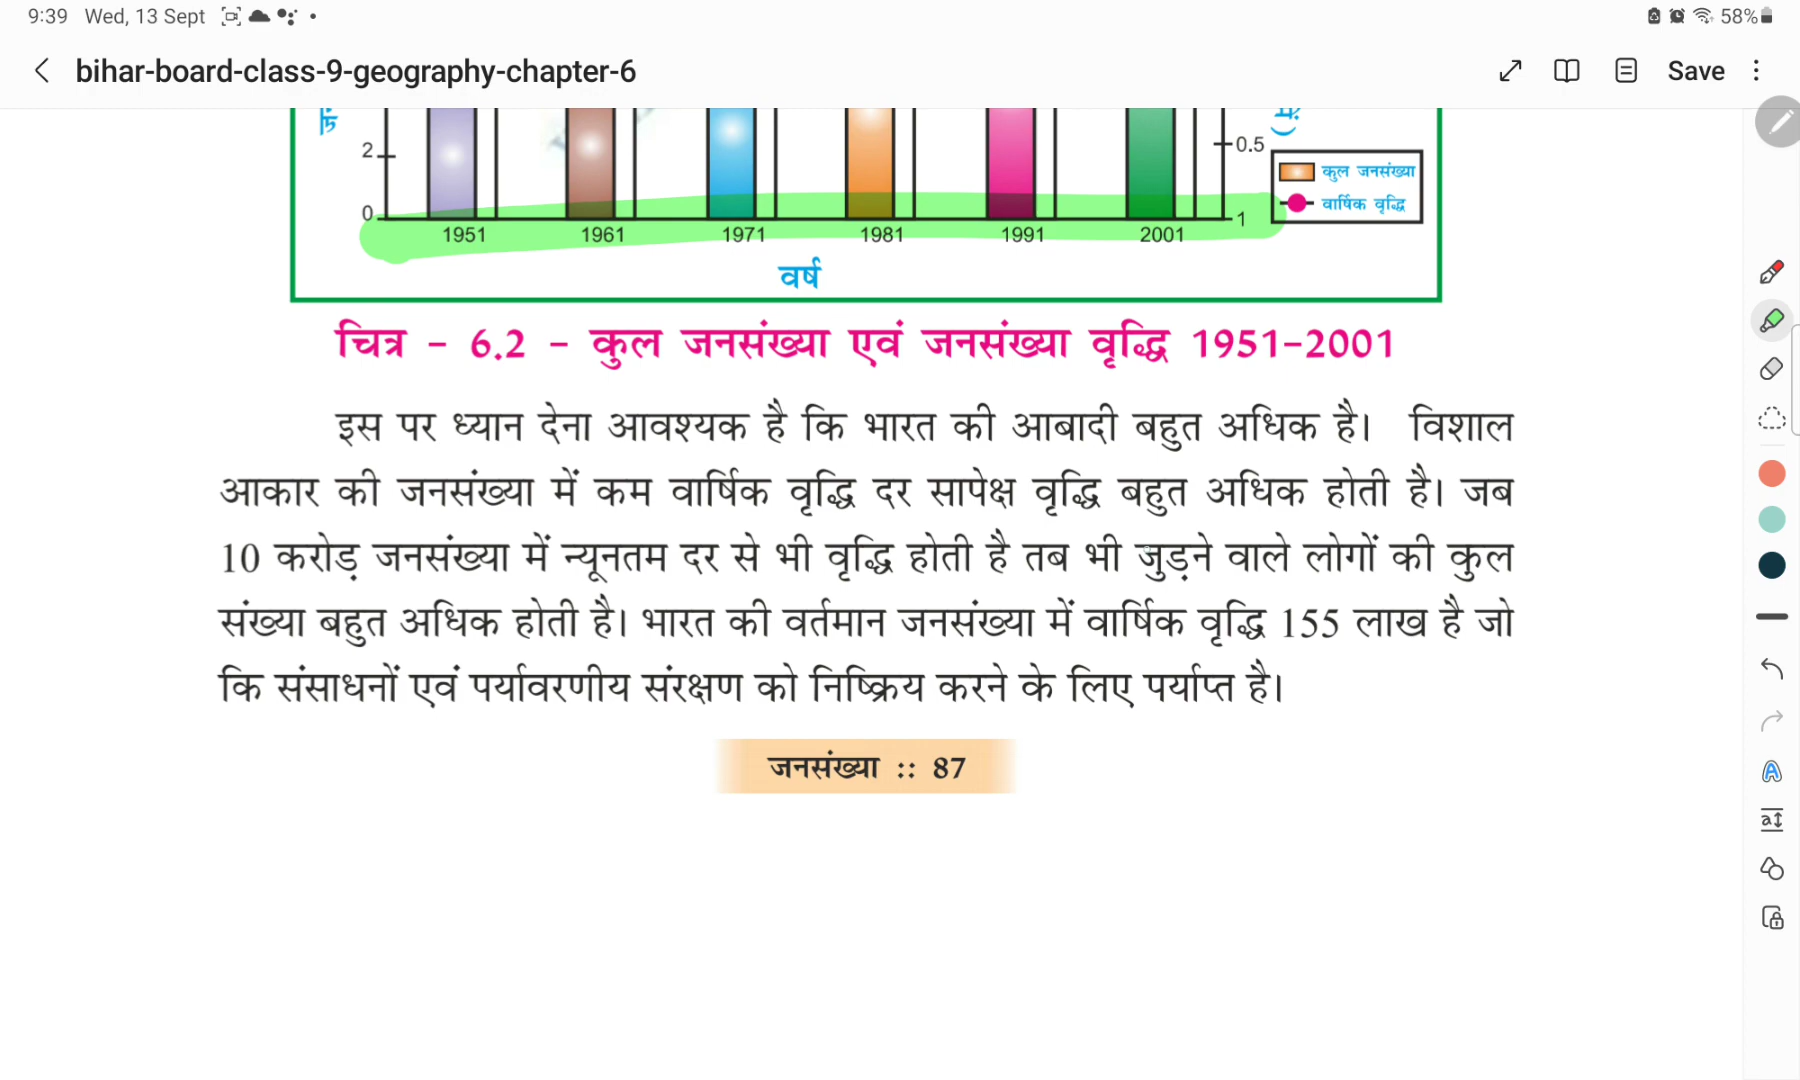 9:39 Wed, 13 Sept 58%
bihar-board-class-9-geography-chapter-6 Save
2 0.5
0 1
कुल जनसंख्या
वार्षिक वृद्धि
1951 1961 1971 1981 1991 2001
वर्ष
चित्र - 6.2 - कुल जनसंख्या एवं जनसंख्या वृद्धि 1951-2001
इस पर ध्यान देना आवश्यक है कि भारत की आबादी बहुत अधिक है। विशाल
आकार की जनसंख्या में कम वार्षिक वृद्धि दर सापेक्ष वृद्धि बहुत अधिक होती है। जब
10 करोड़ जनसंख्या में न्यूनतम दर से भी वृद्धि होती है तब भी जुड़ने वाले लोगों की कुल
संख्या बहुत अधिक होती है। भारत की वर्तमान जनसंख्या में वार्षिक वृद्धि 155 लाख है जो
कि संसाधनों एवं पर्यावरणीय संरक्षण को निष्क्रिय करने के लिए पर्याप्त है।
जनसंख्या :: 87